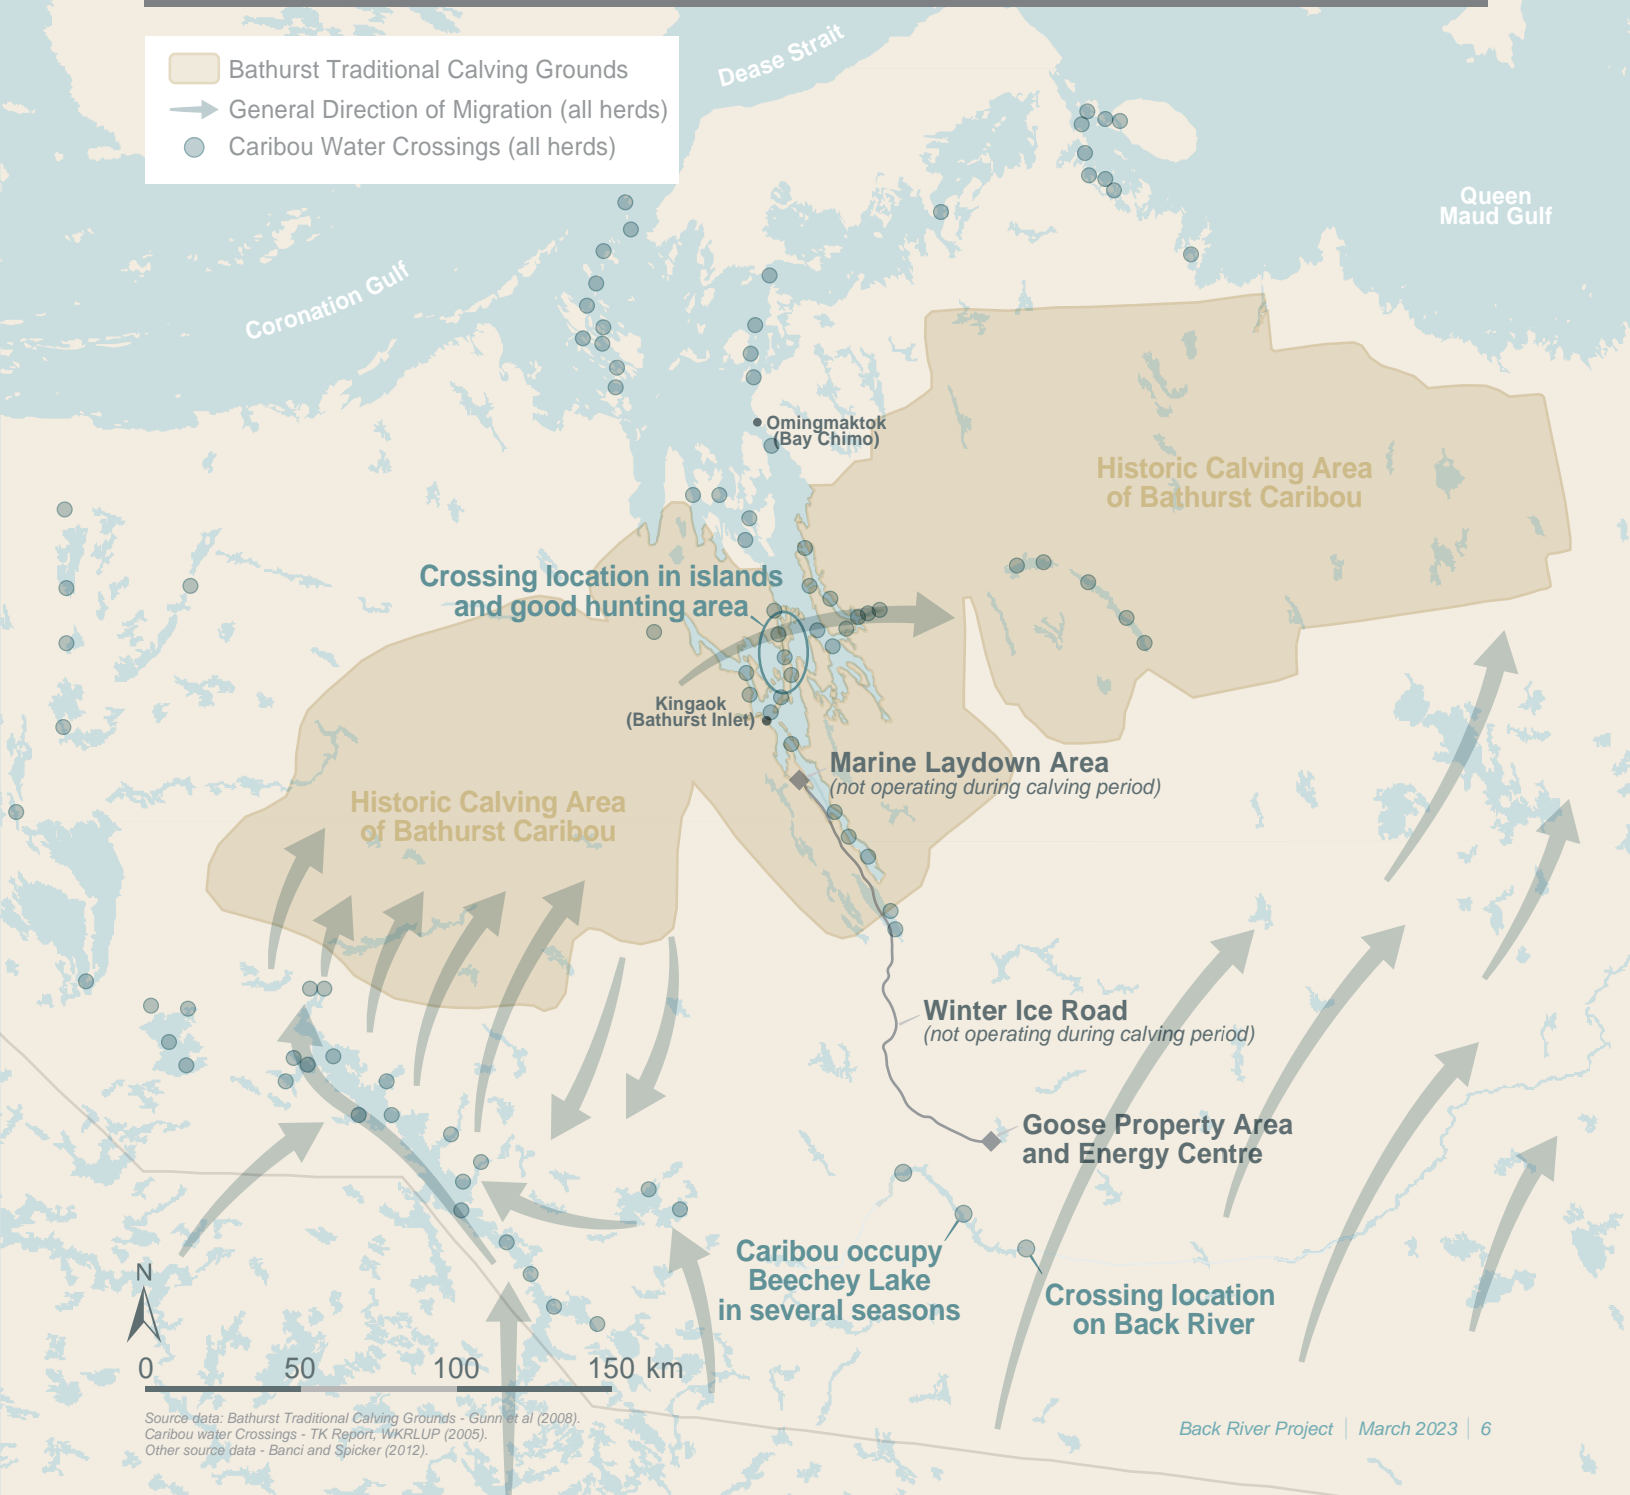 Bathurst Traditional Calving Grounds
General Direction of Migration (all herds)
Caribou Water Crossings (all herds)
Dease Strait
Queen
Maud Gulf
Coronation Gulf
Omingmaktok
(Bay Chimo)
Historic Calving Area
of Bathurst Caribou
Crossing location in islands
and good hunting area
Kingaok
(Bathurst Inlet)
Marine Laydown Area
(not operating during calving period)
Historic Calving Area
of Bathurst Caribou
Winter Ice Road
(not operating during calving period)
Goose Property Area
and Energy Centre
Caribou occupy
Beechey Lake
in several seasons
Crossing location
on Back River
N
0 50 100 150 km
Source data: Bathurst Traditional Calving Grounds - Gunn et al (2008).
Caribou water Crossings - TK Report, WKRLUP (2005).
Other source data - Banci and Spicker (2012).
Back River Project | March 2023 | 6